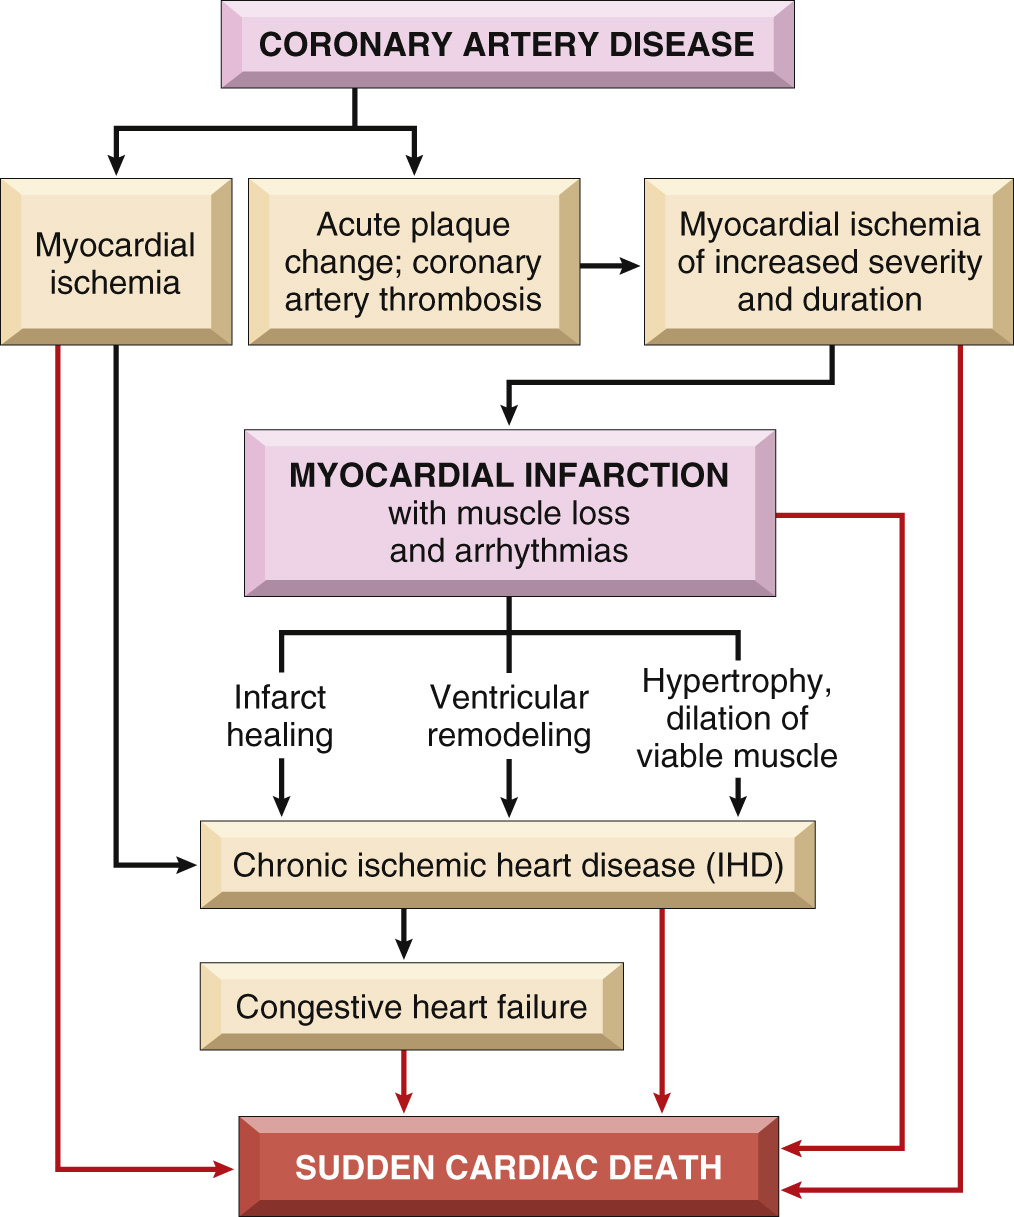 CORONARY ARTERY DISEASE
Myocardial
ischemia
Acute plaque
change; coronary
artery thrombosis
Myocardial ischemia
of increased severity
and duration
MYOCARDIAL INFARCTION
with muscle loss
and arrhythmias
Infarct
healing
Ventricular
remodeling
Hypertrophy,
dilation of
viable muscle
Chronic ischemic heart disease (IHD)
Congestive heart failure
SUDDEN CARDIAC DEATH